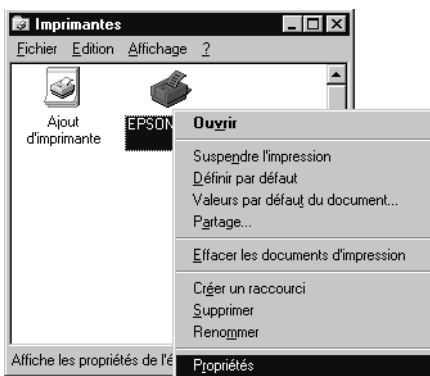 Imprimantes
Fichier Edition Affichage ?
Ajout
d'imprimante
EPSON
Ouvrir
Suspendre l'impression
Définir par défaut
Valeurs par défaut du document...
Partage...
Effacer les documents d'impression
Créer un raccourci
Supprimer
Renommer
Propriétés
Affiche les propriétés de l'é